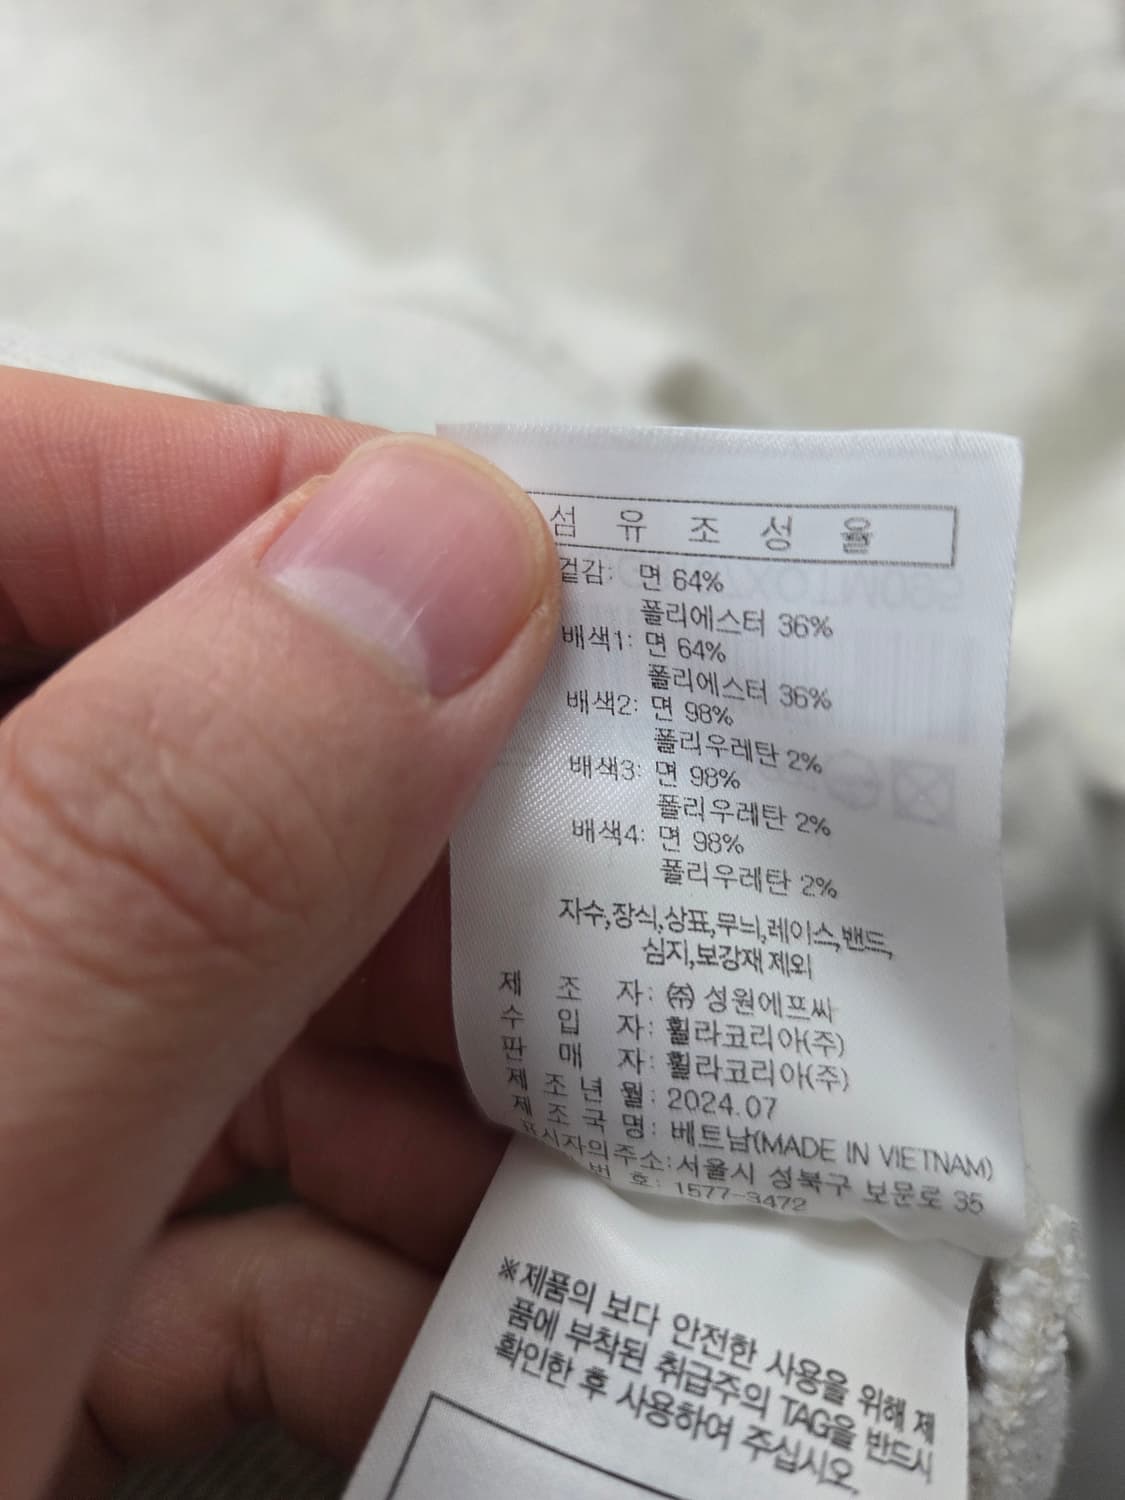 섬 유 조 성 율
겉감: 면 64%
폴리에스터 36%
배색1: 면 64%
폴리에스터 36%
배색2: 면 98%
폴리우레탄 2%
배색3: 면 98%
폴리우레탄 2%
배색4: 면 98%
폴리우레탄 2%
자수,장식,상표,무늬,레이스,밴드,
심지,보강재 제외
제 조 자: ㈜ 성원에프싸
수 입 자: 휠라코리아(주)
판 매 자: 휠라코리아(주)
제 조 년 월: 2024.07
제 조 국 명: 베트남(MADE IN VIETNAM)
표시자의주소: 서울시 성북구 보문로 35
번 호: 1577-3472
※제품의 보다 안전한 사용을 위해 제
품에 부착된 취급주의 TAG을 반드시
확인한 후 사용하여 주십시오.